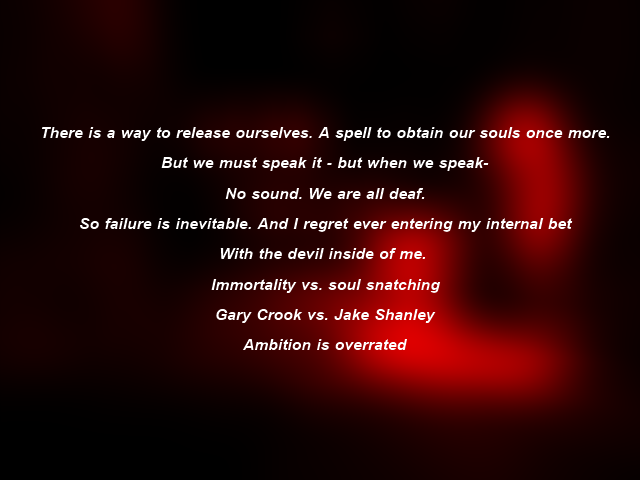 There is a way to release ourselves. A spell to obtain our souls once more.
But we must speak it - but when we speak-
No sound. We are all deaf.
So failure is inevitable. And I regret ever entering my internal bet
With the devil inside of me.
Immortality vs. soul snatching
Gary Crook vs. Jake Shanley
Ambition is overrated